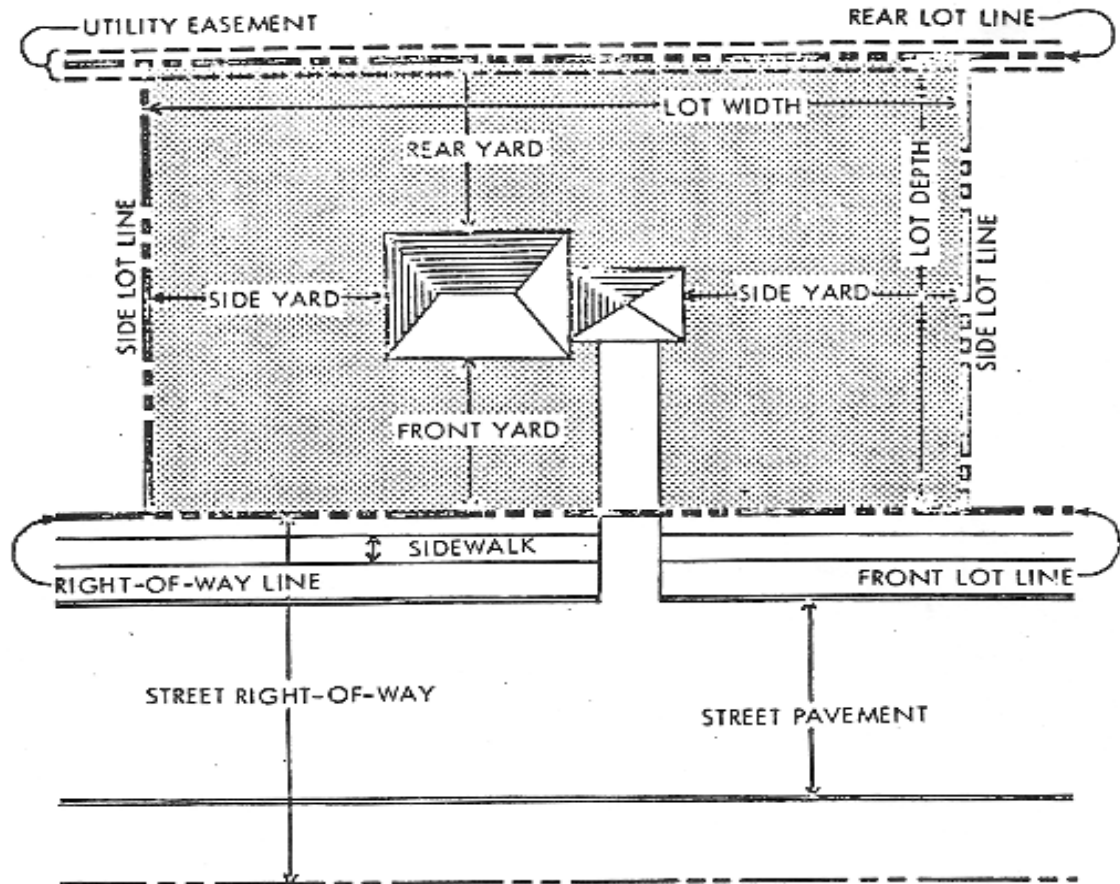 UTILITY EASEMENT
REAR LOT LINE
LOT WIDTH
REAR YARD
LOT DEPTH
SIDE LOT LINE
SIDE YARD
SIDE YARD
SIDE LOT LINE
FRONT YARD
SIDEWALK
RIGHT-OF-WAY LINE
FRONT LOT LINE
STREET RIGHT-OF-WAY
STREET PAVEMENT